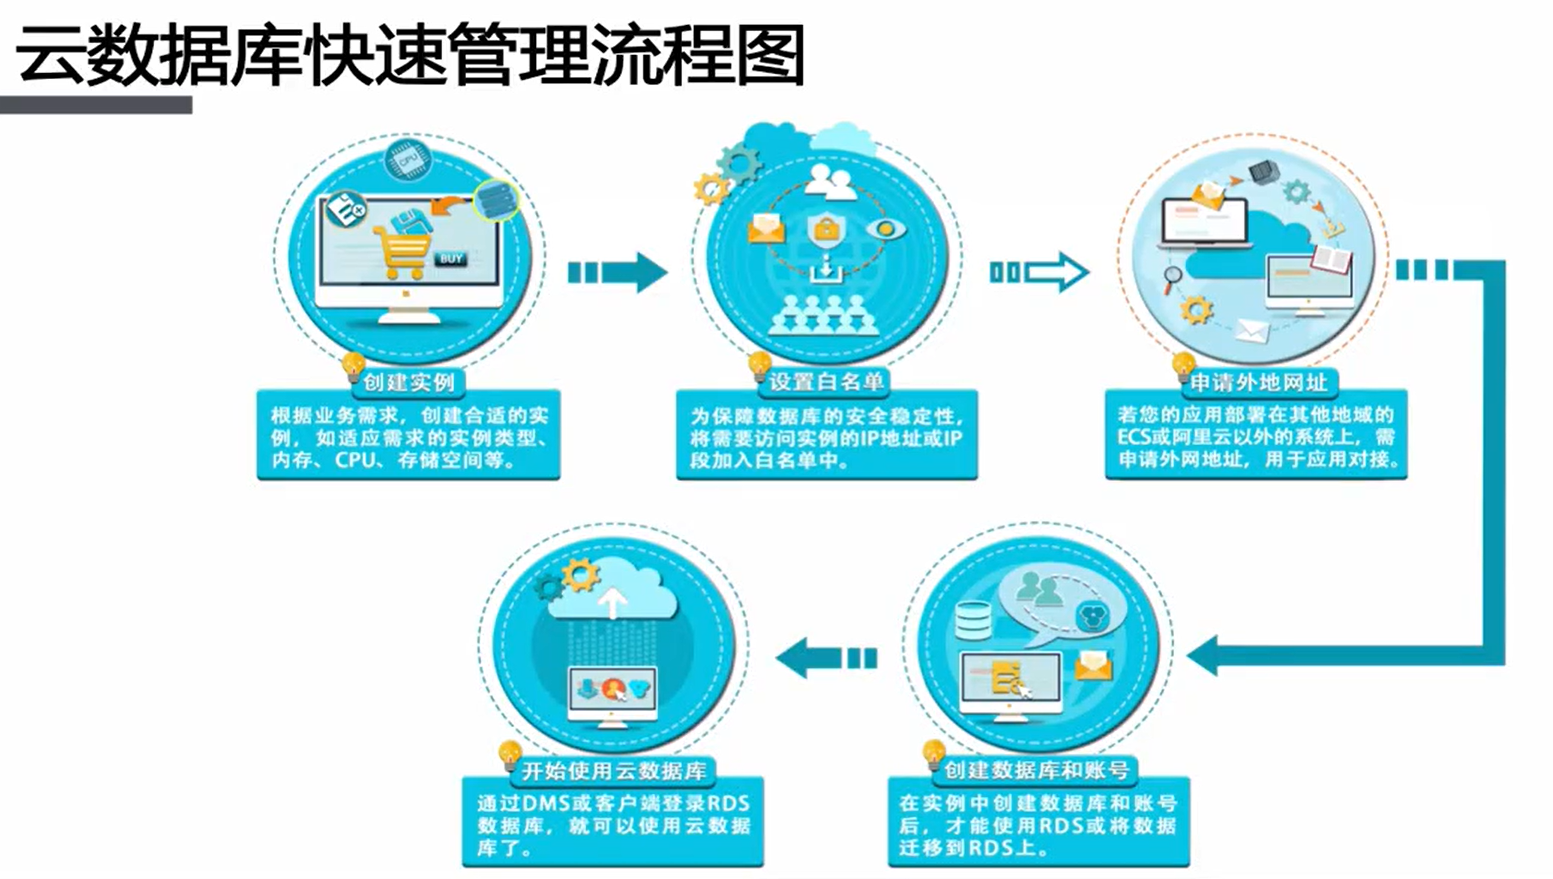 云数据库快速管理流程图
CPU
BUY
创建实例
根据业务需求，创建合适的实
例，如适应需求的实例类型、
内存、CPU、存储空间等。
设置白名单
为保障数据库的安全稳定性，
将需要访问实例的IP地址或IP
段加入白名单中。
申请外地网址
若您的应用部署在其他地域的
ECS或阿里云以外的系统上，需
申请外网地址，用于应用对接。
开始使用云数据库
通过DMS或客户端登录RDS
数据库，就可以使用云数据
库了。
创建数据库和账号
在实例中创建数据库和账号
后，才能使用RDS或将数据
迁移到RDS上。